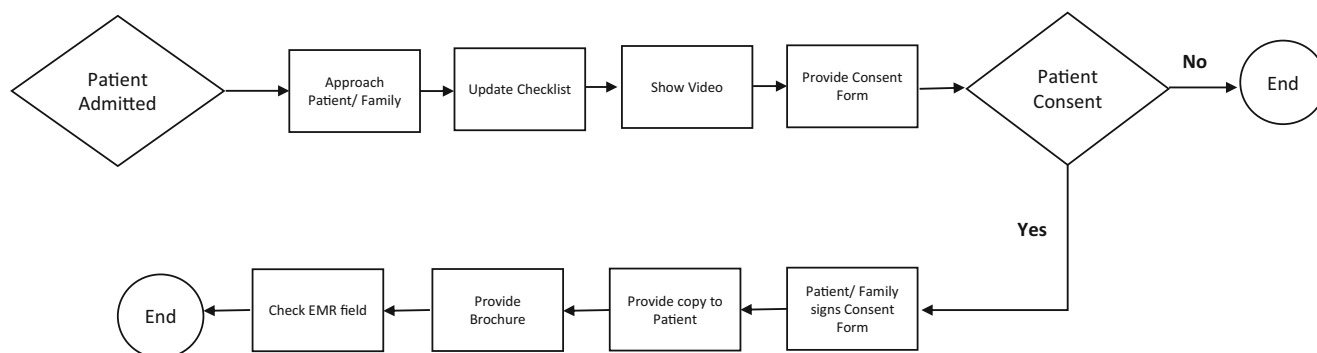 Patient
Admitted
Approach
Patient/ Family
Update Checklist
Show Video
Provide Consent
Form
Patient
Consent
No
End
Yes
Patient/ Family
signs Consent
Form
Provide copy to
Patient
Provide
Brochure
Check EMR field
End